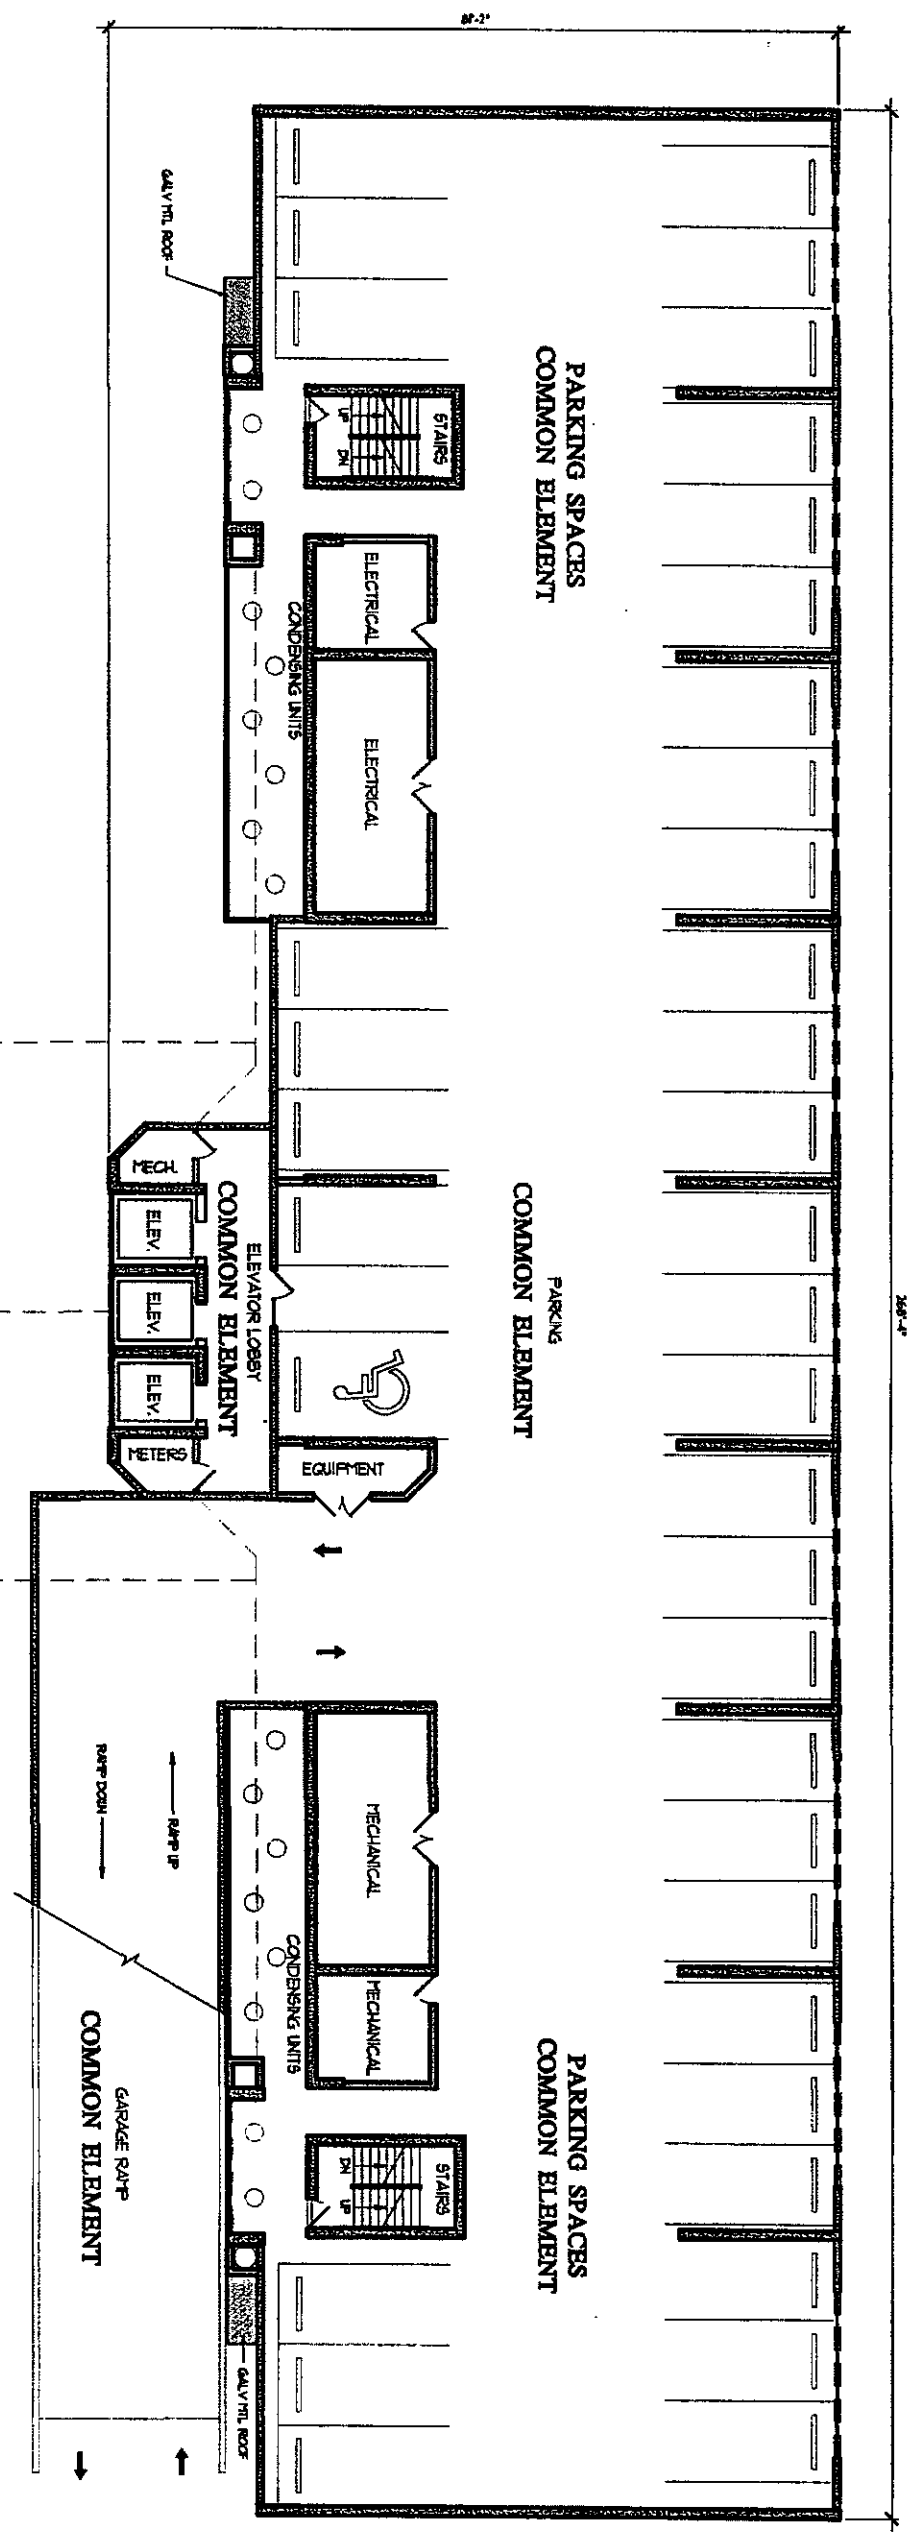 268'-4"
PARKING SPACES
COMMON ELEMENT
PARKING
COMMON ELEMENT
PARKING SPACES
COMMON ELEMENT
STAIRS
UP
DN
ELECTRICAL
ELECTRICAL
CONDENSING UNITS
GALV MTL ROOF
MECH.
ELEV.
ELEV.
ELEV.
METERS
ELEVATOR LOBBY
COMMON ELEMENT
EQUIPMENT
MECHANICAL
MECHANICAL
CONDENSING UNITS
STAIRS
DN
UP
RAMP UP
RAMP DOWN
GARAGE RAMP
COMMON ELEMENT
GALV MTL ROOF